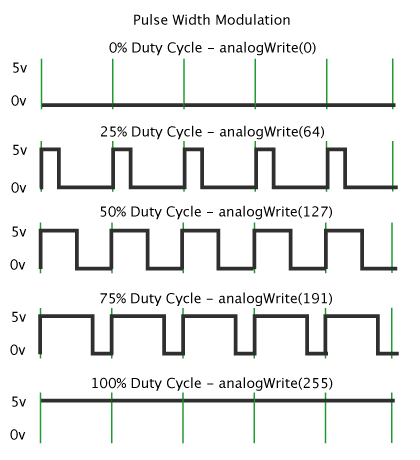 Pulse Width Modulation
0% Duty Cycle – analogWrite(0)
5v
0v
25% Duty Cycle – analogWrite(64)
5v
0v
50% Duty Cycle – analogWrite(127)
5v
0v
75% Duty Cycle – analogWrite(191)
5v
0v
100% Duty Cycle – analogWrite(255)
5v
0v